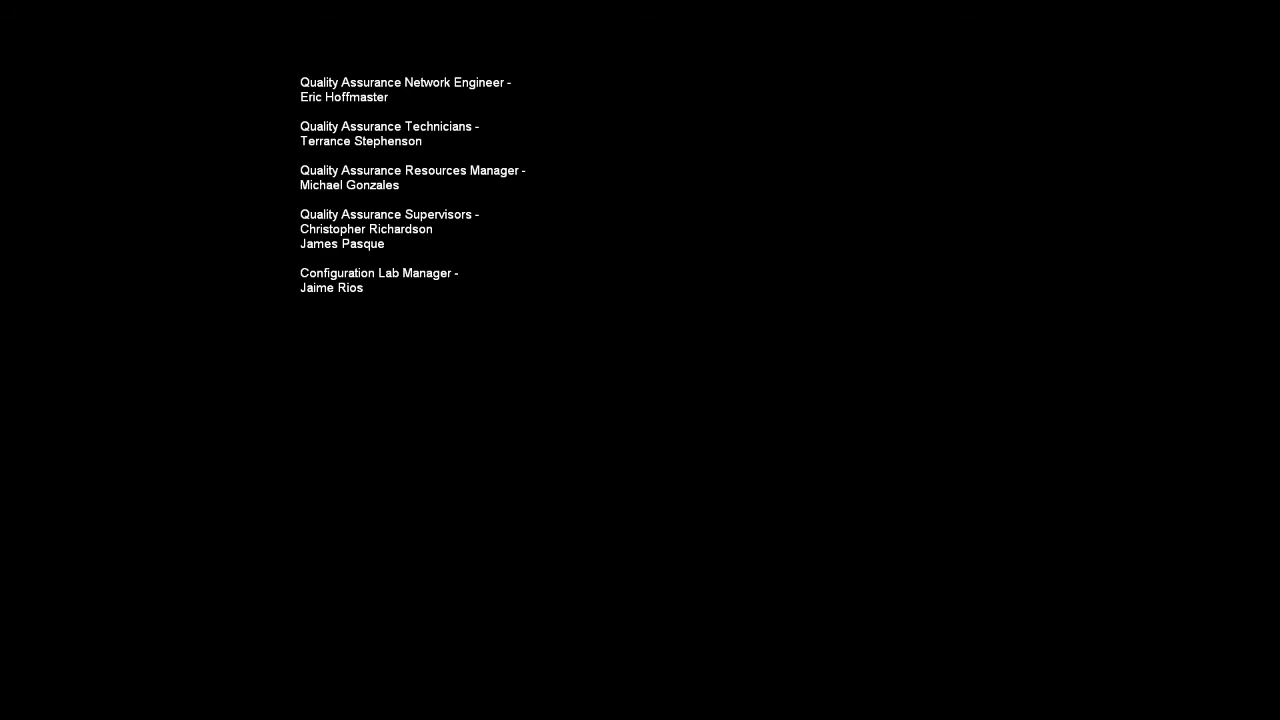 Quality Assurance Network Engineer -
Eric Hoffmaster
Quality Assurance Technicians -
Terrance Stephenson
Quality Assurance Resources Manager -
Michael Gonzales
Quality Assurance Supervisors -
Christopher Richardson
James Pasque
Configuration Lab Manager -
Jaime Rios